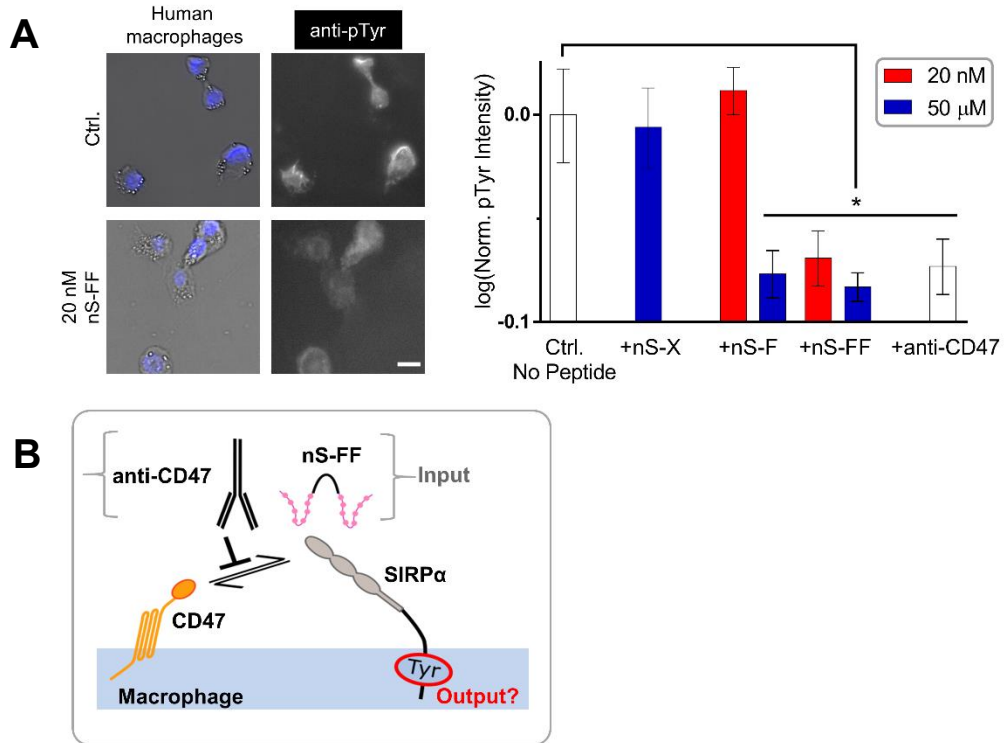 A
Human
macrophages
anti-pTyr
Ctrl.
20 nM
nS-FF
log(Norm. pTyr Intensity)
0.0
-0.1
20 nM
50 μM
*
Ctrl.
No Peptide
+nS-X
+nS-F
+nS-FF
+anti-CD47
B
anti-CD47
nS-FF
Input
SIRPα
CD47
Tyr
Macrophage
Output?